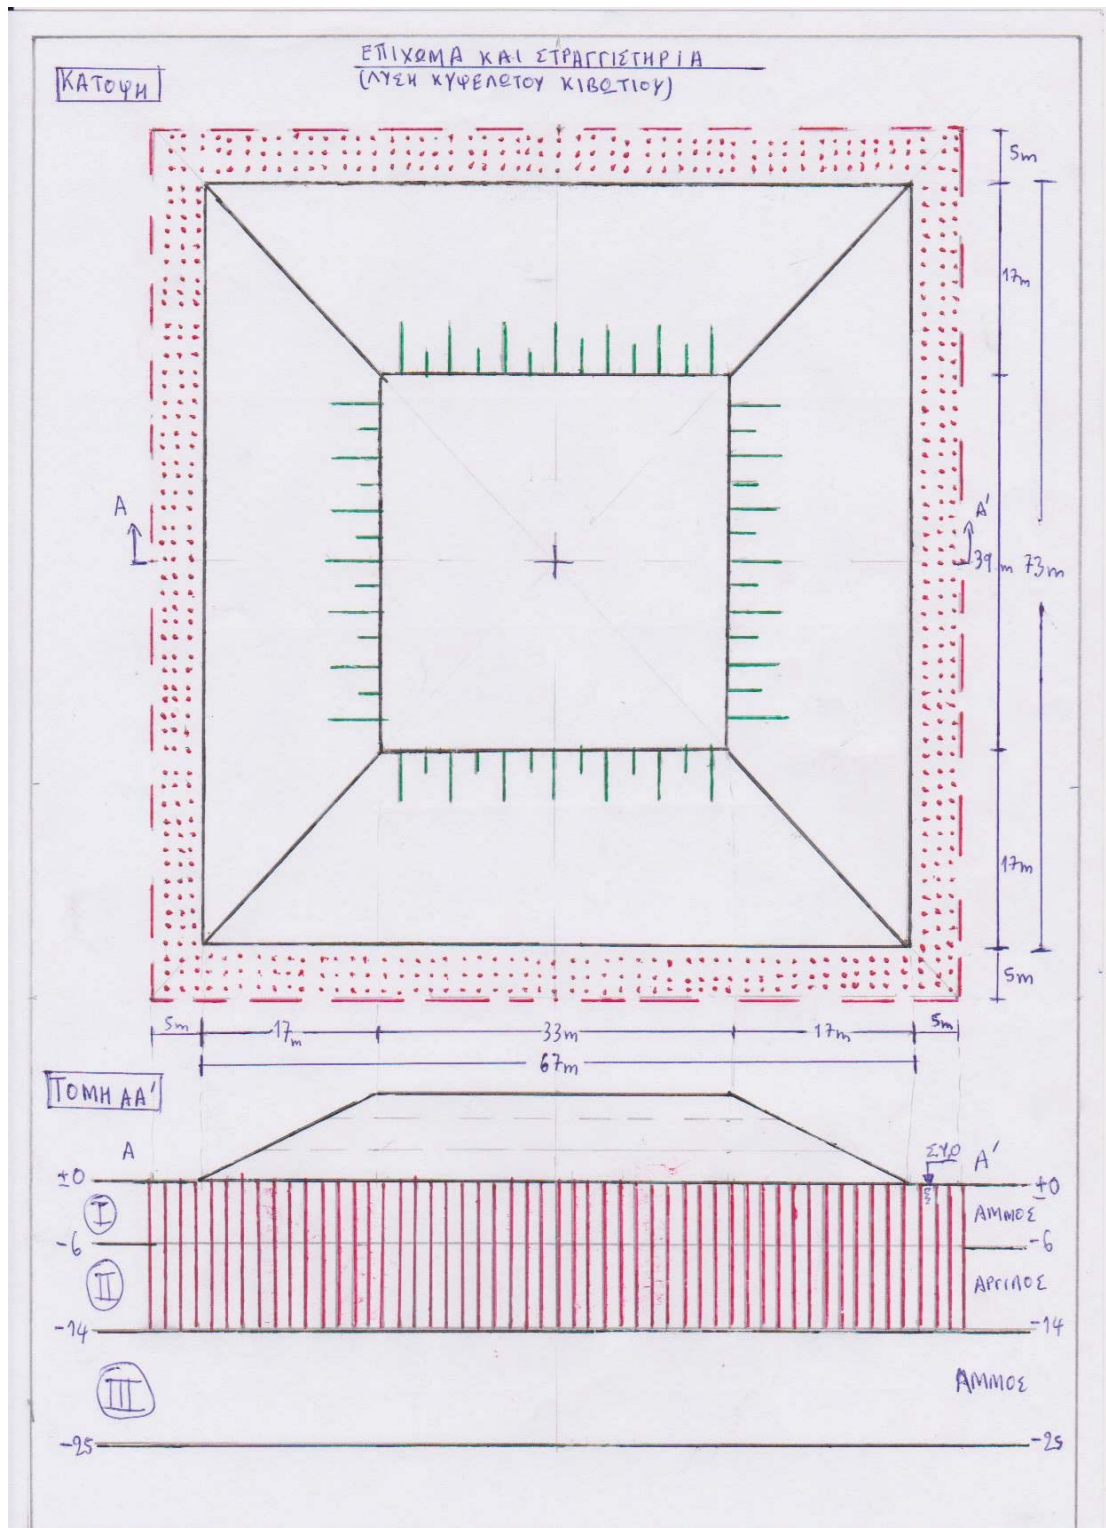 ΕΠΙΧΩΜΑ ΚΑΙ ΣΤΡΑΓΓΙΣΤΗΡΙΑ
(ΛΥΣΗ ΚΥΨΕΛΩΤΟΥ ΚΙΒΩΤΙΟΥ)
ΚΑΤΟΨΗ
5m
17m
A A'
39m 73m
17m
5m
5m 17m 33m 17m 5m
67m
ΤΟΜΗ ΑΑ'
A ΣΥΟ A'
±0 ±0
I ΑΜΜΟΣ
-6 -6
II ΑΡΓΙΛΟΣ
-14 -14
III ΑΜΜΟΣ
-25 -25